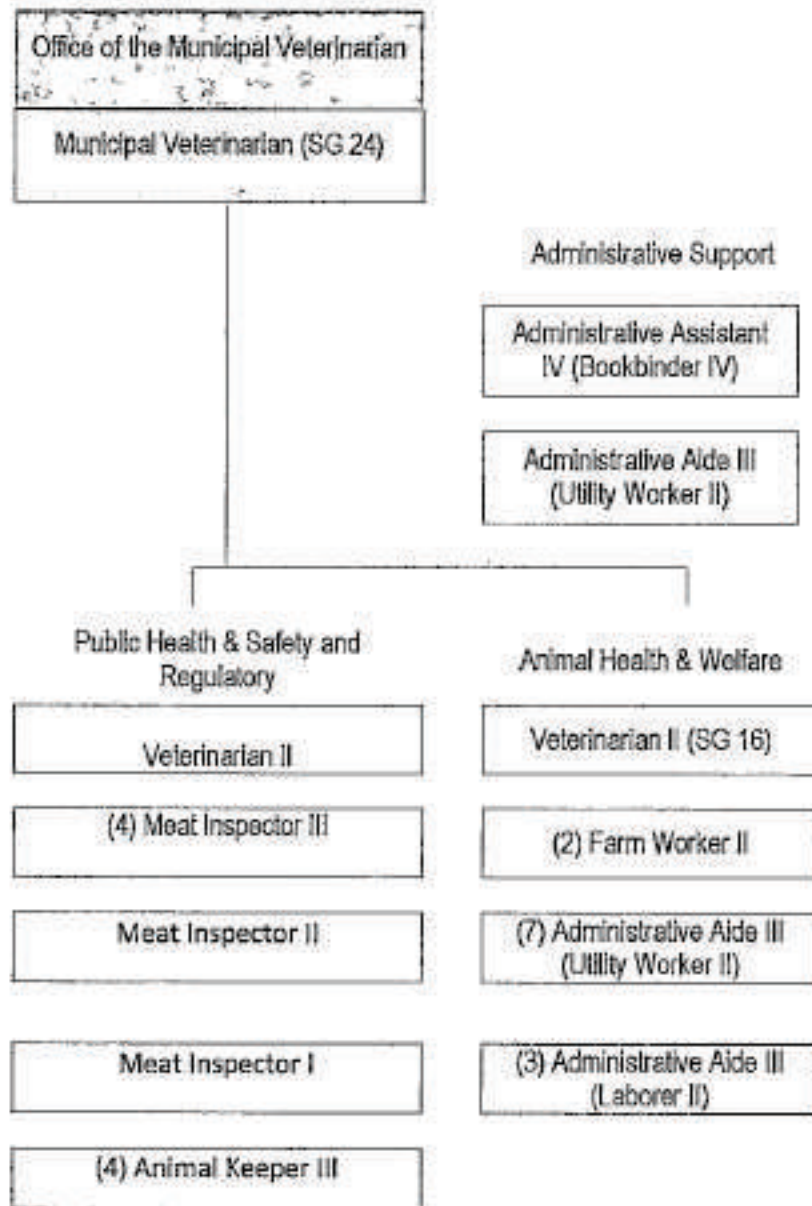 Office of the Municipal Veterinarian
Municipal Veterinarian (SG 24)
Administrative Support
Administrative Assistant
IV (Bookbinder IV)
Administrative Aide III
(Utility Worker II)
Public Health & Safety and
Regulatory
Veterinarian II
(4) Meat Inspector III
Meat Inspector II
Meat Inspector I
(4) Animal Keeper III
Animal Health & Welfare
Veterinarian II (SG 16)
(2) Farm Worker II
(7) Administrative Aide III
(Utility Worker II)
(3) Administrative Aide III
(Laborer II)